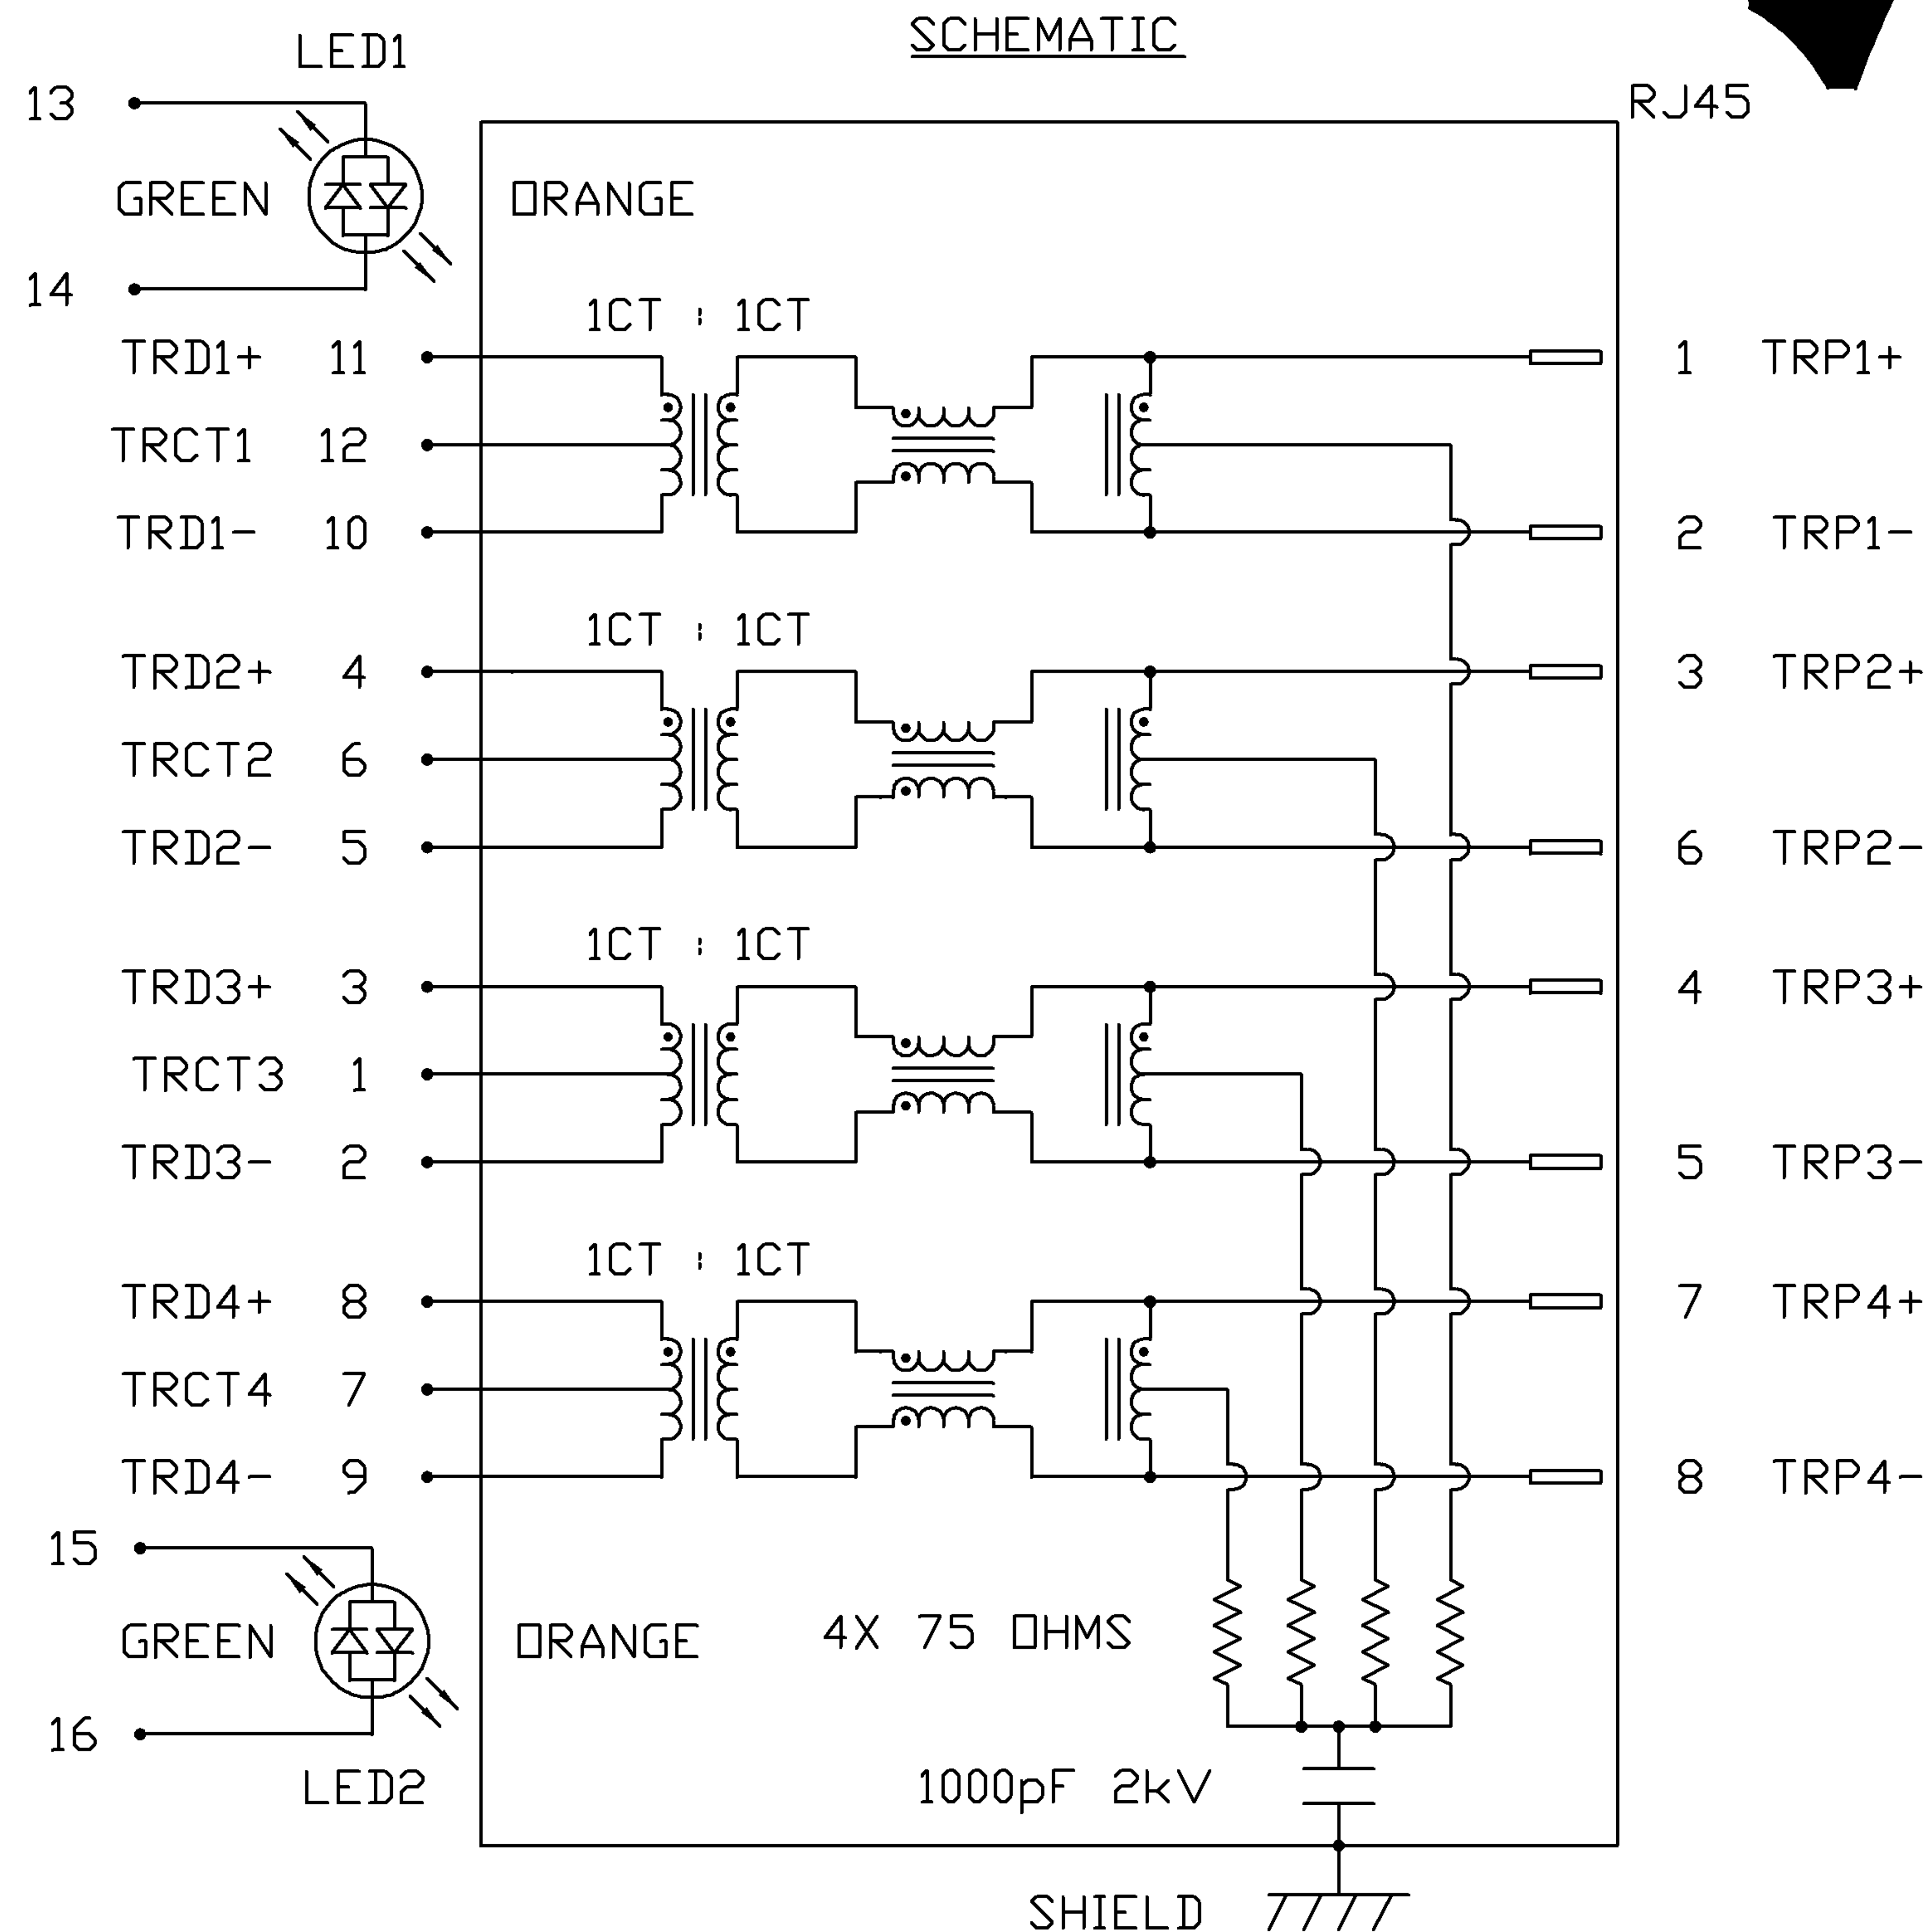 SCHEMATIC
LED1
RJ45
13
GREEN ORANGE
14
1CT : 1CT
TRD1+ 11 1 TRP1+
TRCT1 12
TRD1- 10 2 TRP1-
1CT : 1CT
TRD2+ 4 3 TRP2+
TRCT2 6
TRD2- 5 6 TRP2-
1CT : 1CT
TRD3+ 3 4 TRP3+
TRCT3 1
TRD3- 2 5 TRP3-
1CT : 1CT
TRD4+ 8 7 TRP4+
TRCT4 7
TRD4- 9 8 TRP4-
15
GREEN ORANGE 4X 75 OHMS
16
LED2
1000pF 2kV
SHIELD